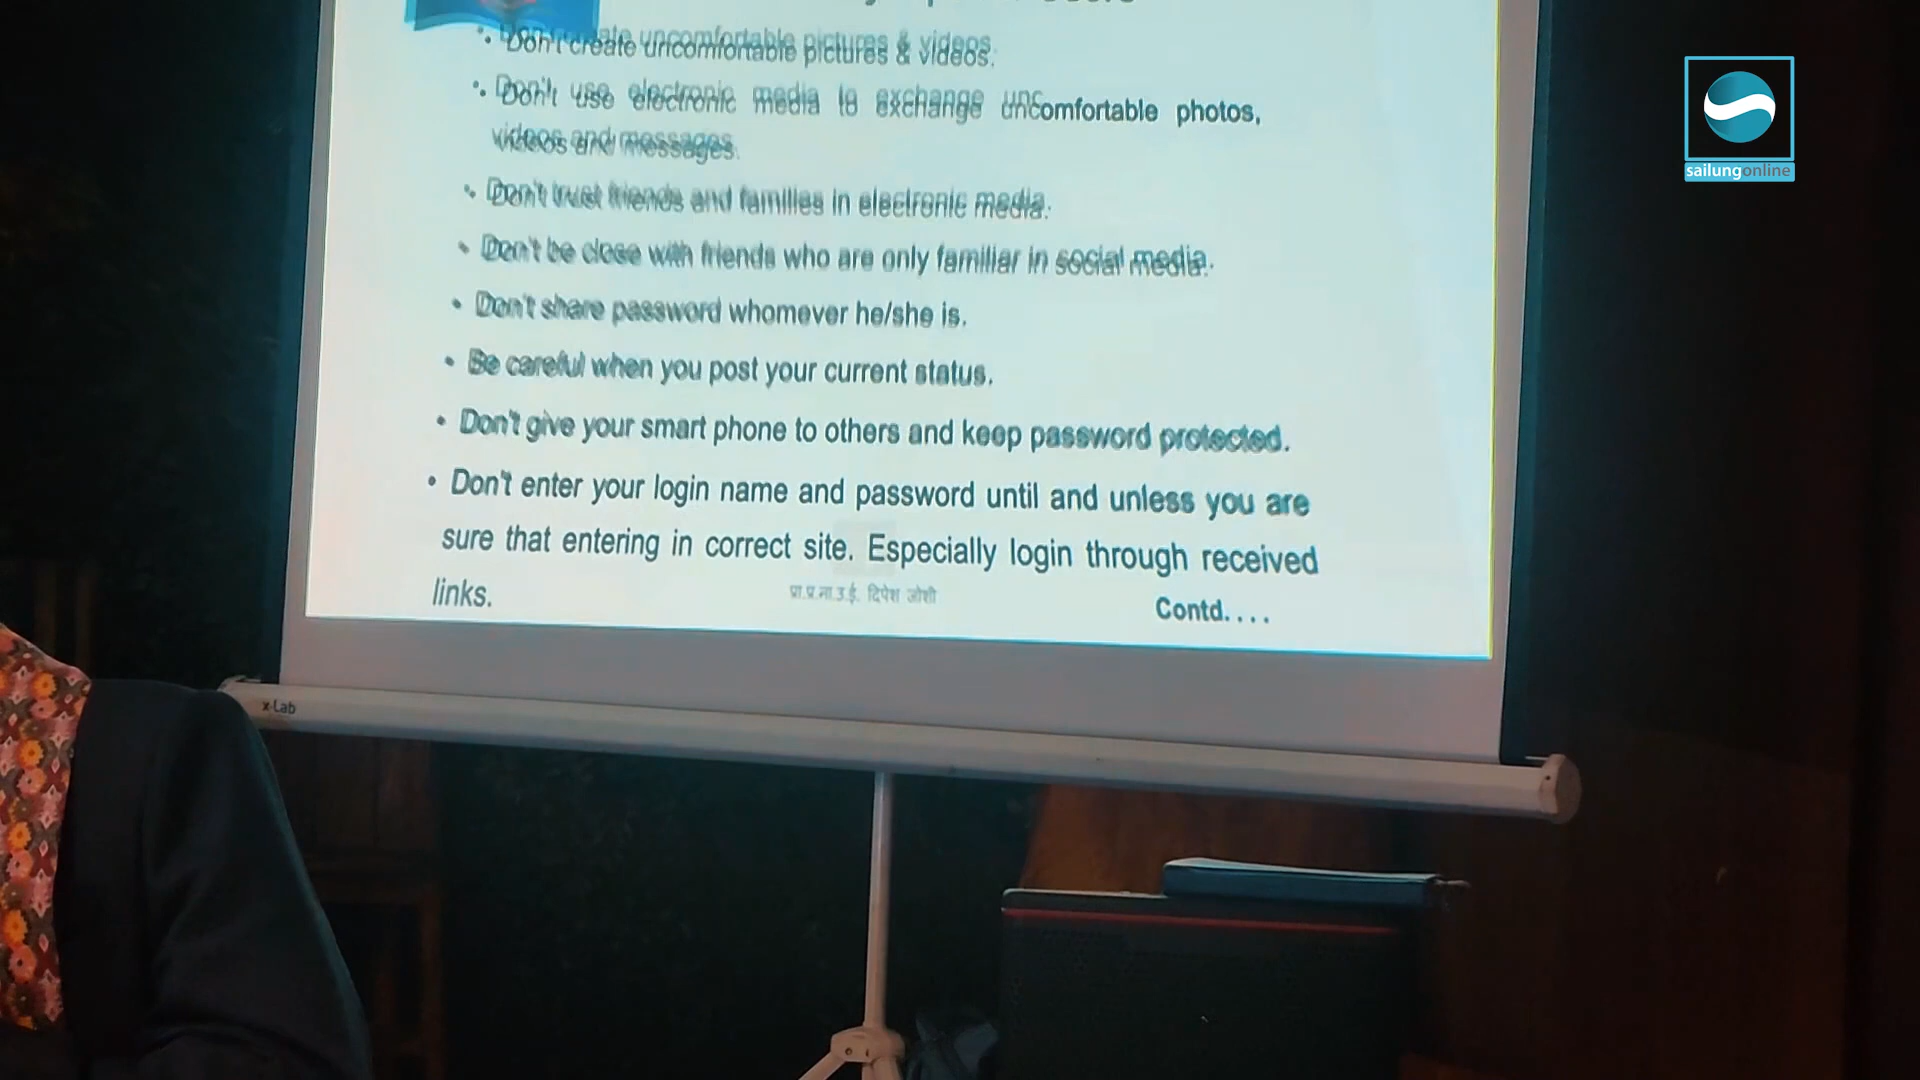 • Don't create uncomfortable pictures & videos.
• Don't use electronic media to exchange uncomfortable photos,
videos and messages.
• Don't trust friends and families in electronic media.
• Don't be close with friends who are only familiar in social media.
• Don't share password whomever he/she is.
• Be careful when you post your current status.
• Don't give your smart phone to others and keep password protected.
• Don't enter your login name and password until and unless you are
sure that entering in correct site. Especially login through received
links.
प्रा.प्र.ना.उ.ई. दिपेश जोशी
Contd....
x-Lab
sailungonline